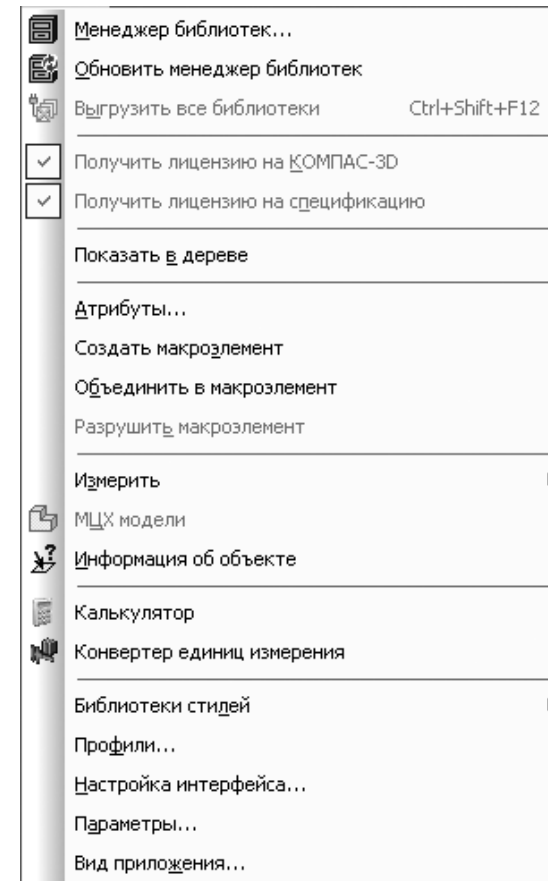 Менеджер библиотек...
Обновить менеджер библиотек
Выгрузить все библиотеки Ctrl+Shift+F12
Получить лицензию на КОМПАС-3D
Получить лицензию на спецификацию
Показать в дереве
Атрибуты...
Создать макроэлемент
Объединить в макроэлемент
Разрушить макроэлемент
Измерить
МЦХ модели
Информация об объекте
Калькулятор
Конвертер единиц измерения
Библиотеки стилей
Профили...
Настройка интерфейса...
Параметры...
Вид приложения...